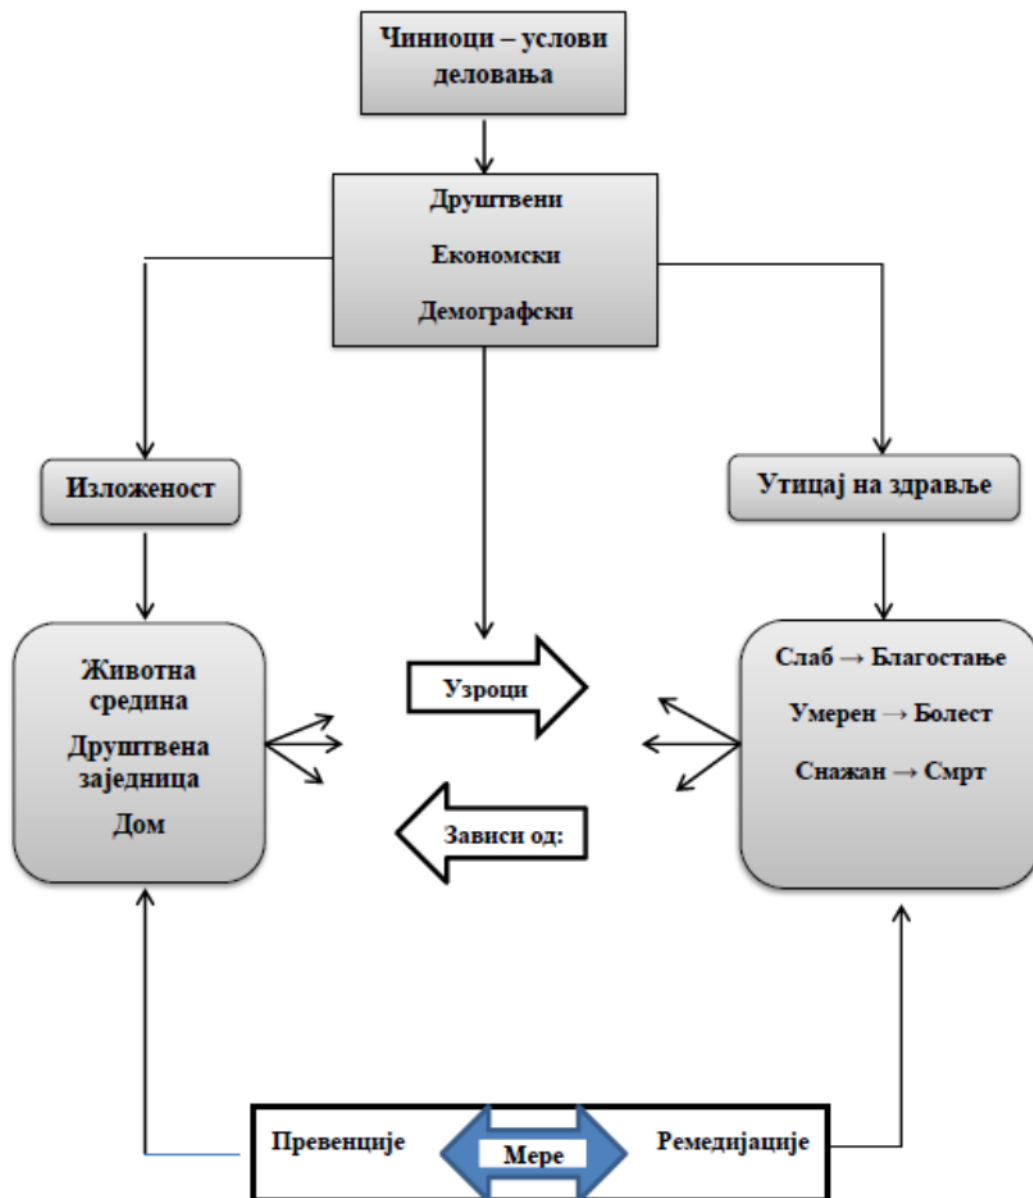 Чиниоци – услови
деловања
Друштвени
Економски
Демографски
Изложеност
Утицај на здравље
Животна
средина
Друштвена
заједница
Дом
Узроци
Зависи од:
Слаб → Благостање
Умерен → Болест
Снажан → Смрт
Превенције
Мере
Ремедијације